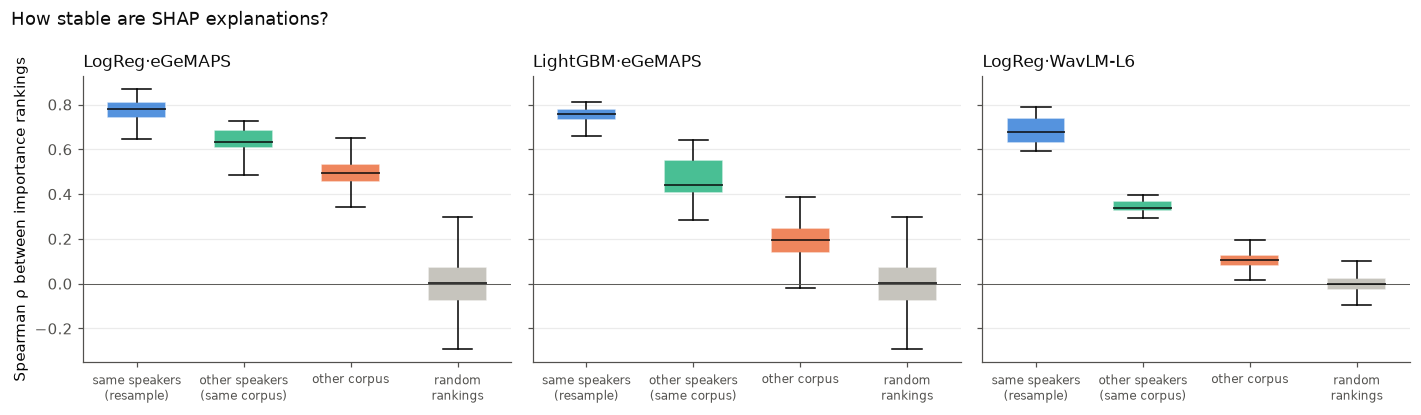 How stable are SHAP explanations?
LogReg·eGeMAPS
LightGBM·eGeMAPS
LogReg·WavLM-L6
Spearman ρ between importance rankings
0.8
0.6
0.4
0.2
0.0
−0.2
same speakers
(resample)
other speakers
(same corpus)
other corpus
random
rankings
same speakers
(resample)
other speakers
(same corpus)
other corpus
random
rankings
same speakers
(resample)
other speakers
(same corpus)
other corpus
random
rankings